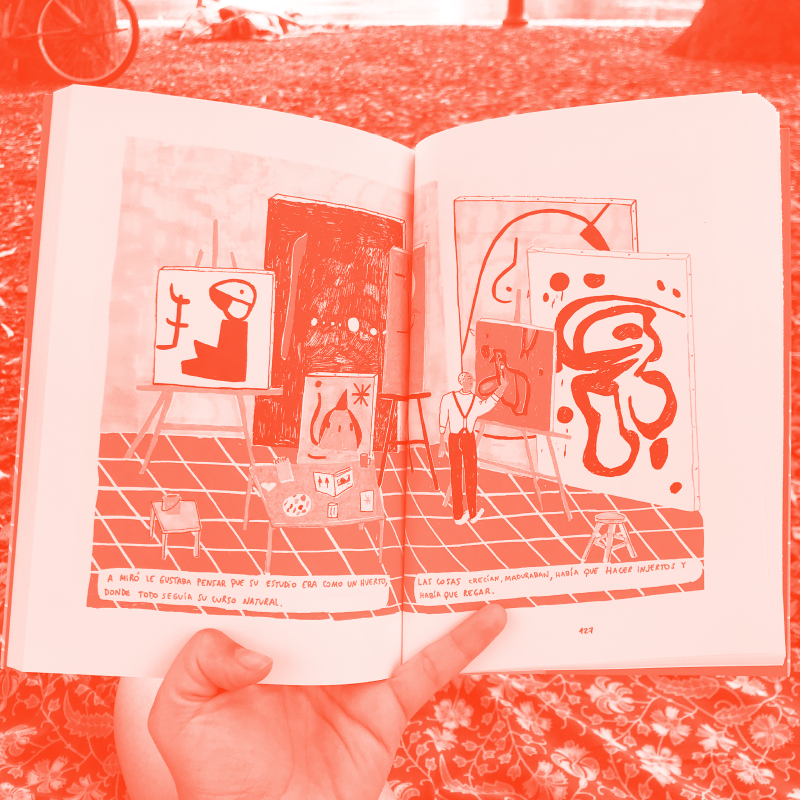 A MIRÓ LE GUSTABA PENSAR QUE SU ESTUDIO ERA COMO UN HUERTO,
DONDE TODO SEGUÍA SU CURSO NATURAL.
LAS COSAS CRECÍAN, MADURABAN, HABÍA QUE HACER INJERTOS Y
HABÍA QUE REGAR.
127